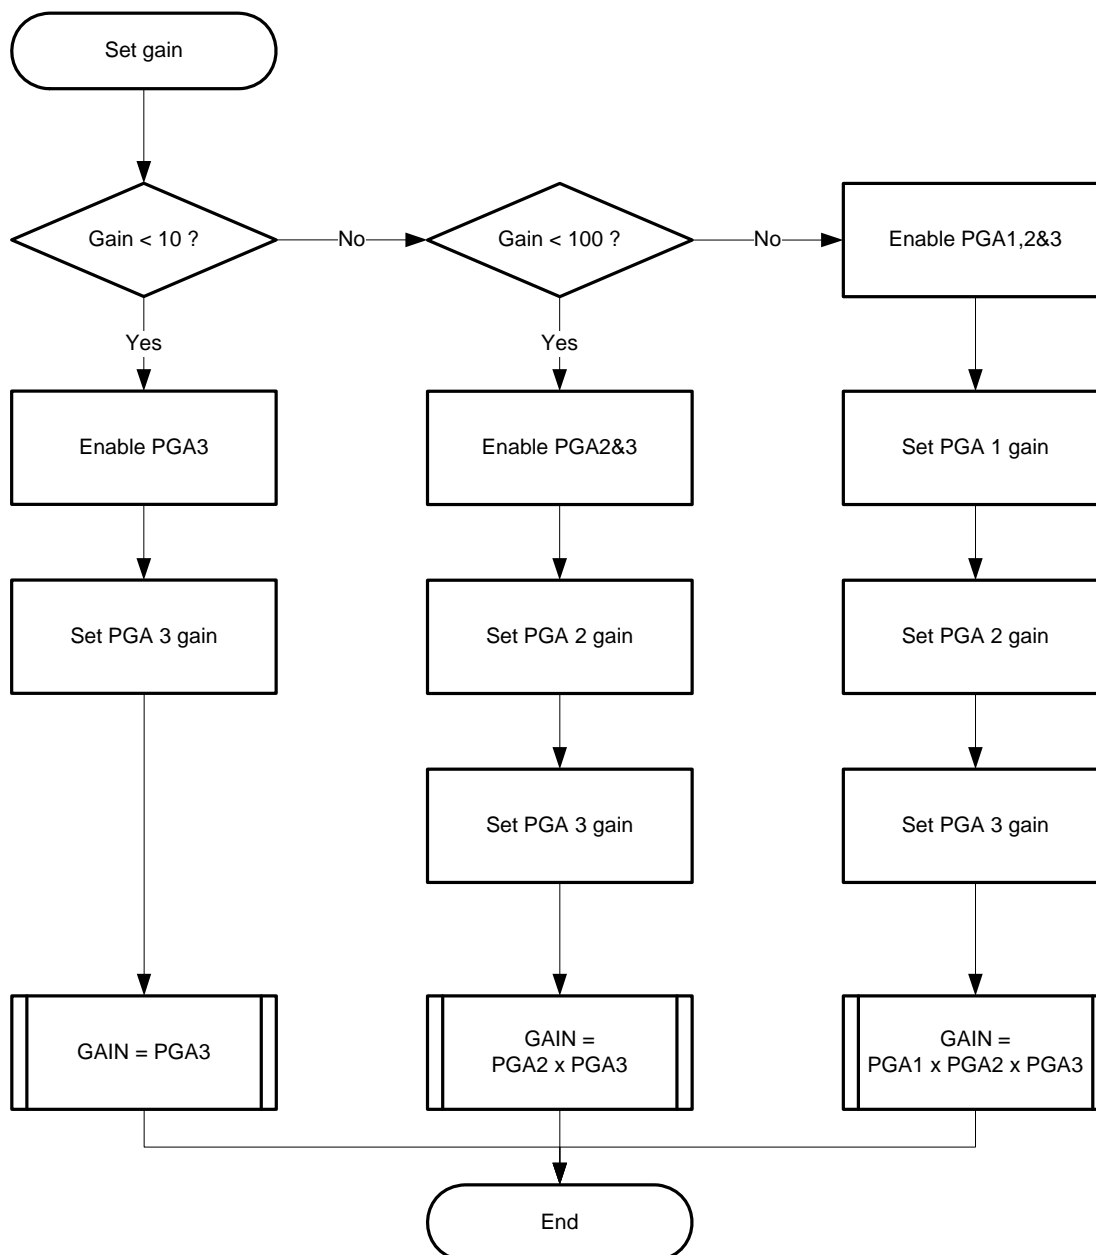 Set gain
Gain < 10 ?
No
Gain < 100 ?
No
Enable PGA1,2&3
Yes
Yes
Enable PGA3
Enable PGA2&3
Set PGA 1 gain
Set PGA 3 gain
Set PGA 2 gain
Set PGA 2 gain
Set PGA 3 gain
Set PGA 3 gain
GAIN = PGA3
GAIN =
PGA2 x PGA3
GAIN =
PGA1 x PGA2 x PGA3
End